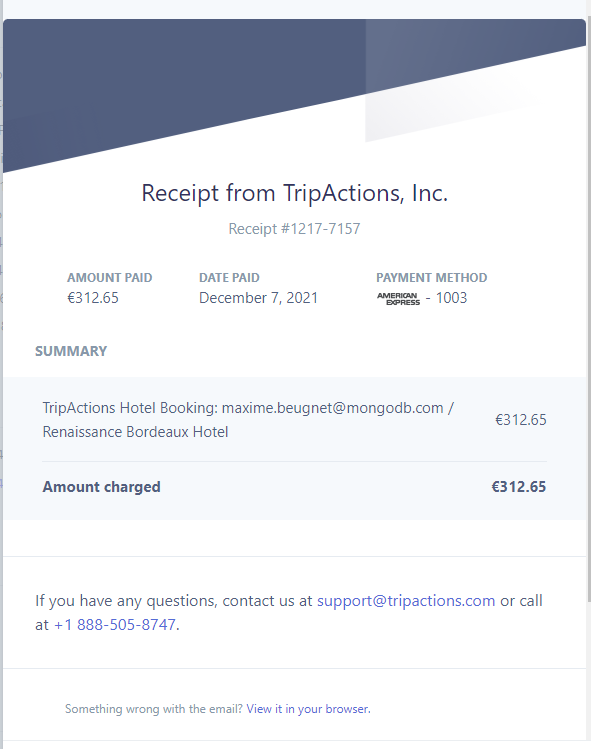 Receipt from TripActions, Inc.
Receipt #1217-7157
AMOUNT PAID DATE PAID PAYMENT METHOD
€312.65 December 7, 2021 AMERICAN EXPRESS - 1003
SUMMARY
TripActions Hotel Booking: maxime.beugnet@mongodb.com /
Renaissance Bordeaux Hotel
€312.65
Amount charged €312.65
If you have any questions, contact us at support@tripactions.com or call
at +1 888-505-8747.
Something wrong with the email? View it in your browser.